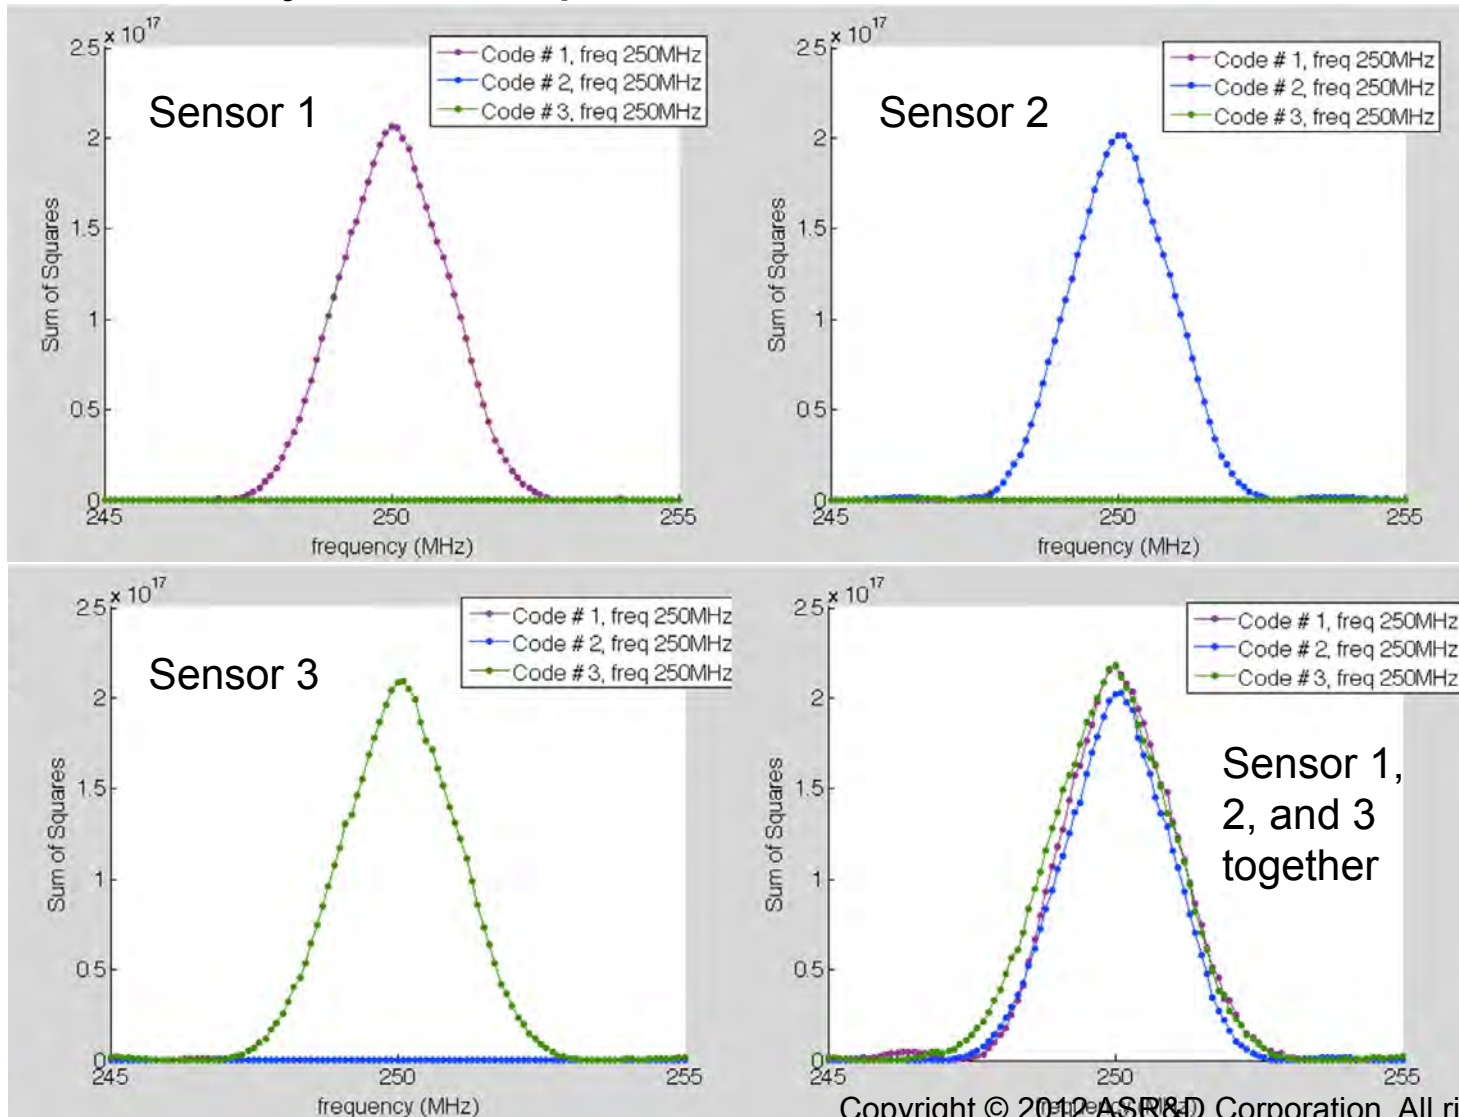 2.5 × 10^17
Code # 1, freq 250MHz
Code # 2, freq 250MHz
Code # 3, freq 250MHz
Sensor 1
2
1.5
1
0.5
0
Sum of Squares
245
250
255
frequency (MHz)
2.5 × 10^17
Code # 1, freq 250MHz
Code # 2, freq 250MHz
Code # 3, freq 250MHz
Sensor 2
2
1.5
1
0.5
0
Sum of Squares
245
250
255
frequency (MHz)
2.5 × 10^17
Code # 1, freq 250MHz
Code # 2, freq 250MHz
Code # 3, freq 250MHz
Sensor 3
2
1.5
1
0.5
0
Sum of Squares
245
250
255
frequency (MHz)
2.5 × 10^17
Code # 1, freq 250MHz
Code # 2, freq 250MHz
Code # 3, freq 250MHz
Sensor 1,
2, and 3
together
2
1.5
1
0.5
0
Sum of Squares
245
250
255
Copyright © 2012 ASR&D Corporation. All ri